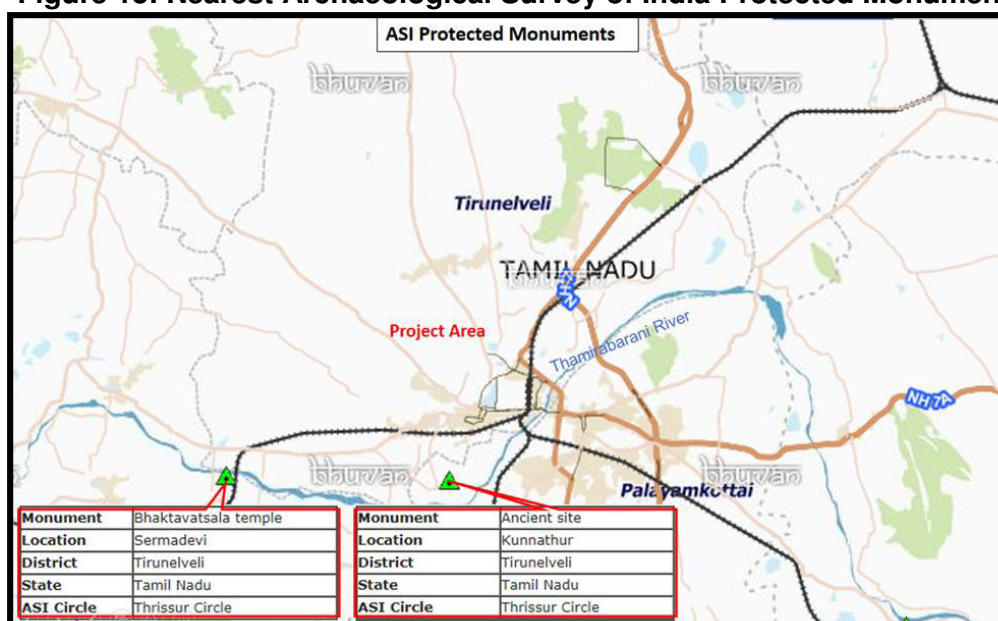 ASI Protected Monuments
bhuvan
bhuvan
Tirunelveli
TAMIL NADU
bhuvan
Project Area
Thamirabarani River
NH 7A
bhuvan
bhuvan
Palayamkottai
Monument Bhaktavatsala temple
Location Sermadevi
District Tirunelveli
State Tamil Nadu
ASI Circle Thrissur Circle
Monument Ancient site
Location Kunnathur
District Tirunelveli
State Tamil Nadu
ASI Circle Thrissur Circle